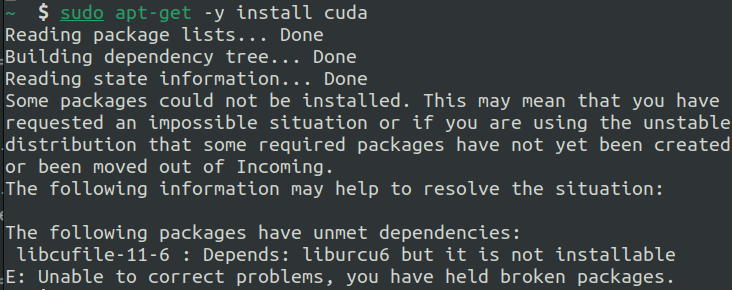 ~ $ sudo apt-get -y install cuda
Reading package lists... Done
Building dependency tree... Done
Reading state information... Done
Some packages could not be installed. This may mean that you have
requested an impossible situation or if you are using the unstable
distribution that some required packages have not yet been created
or been moved out of Incoming.
The following information may help to resolve the situation:

The following packages have unmet dependencies:
 libcufile-11-6 : Depends: liburcu6 but it is not installable
E: Unable to correct problems, you have held broken packages.